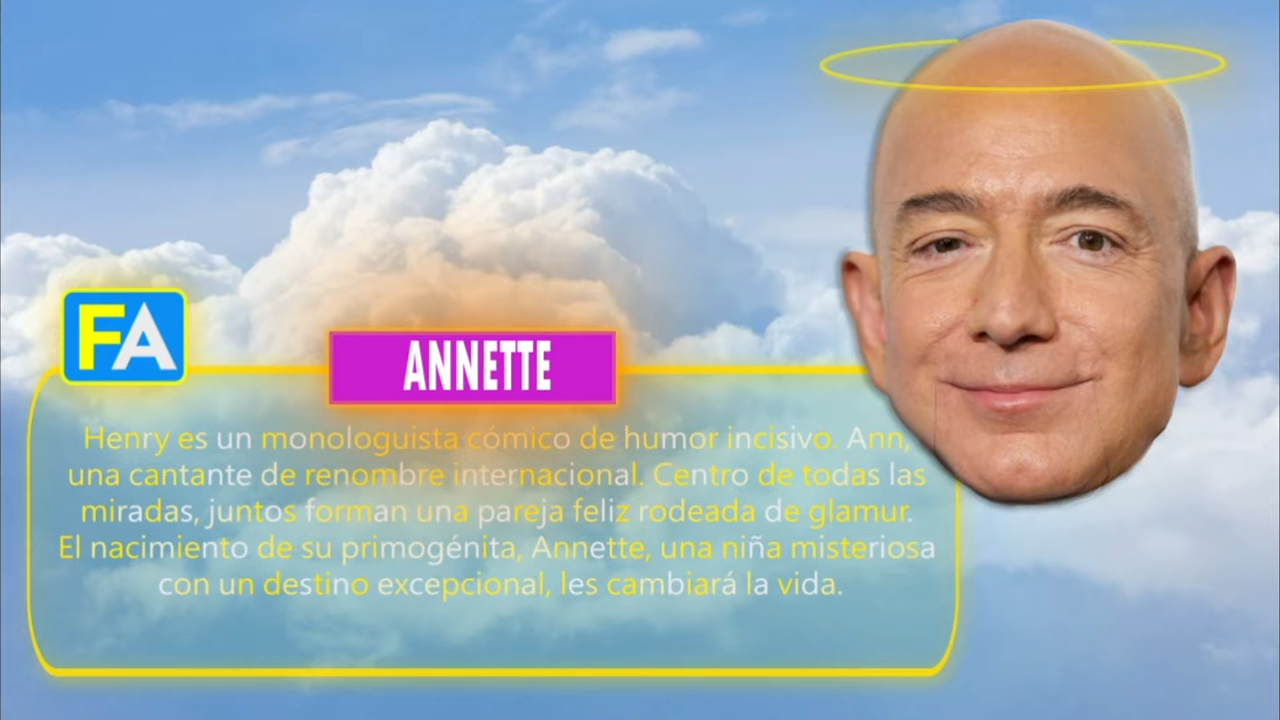 FA
ANNETTE
Henry es un monologuista cómico de humor incisivo. Ann,
una cantante de renombre internacional. Centro de todas las
miradas, juntos forman una pareja feliz rodeada de glamur.
El nacimiento de su primogénita, Annette, una niña misteriosa
con un destino excepcional, les cambiará la vida.